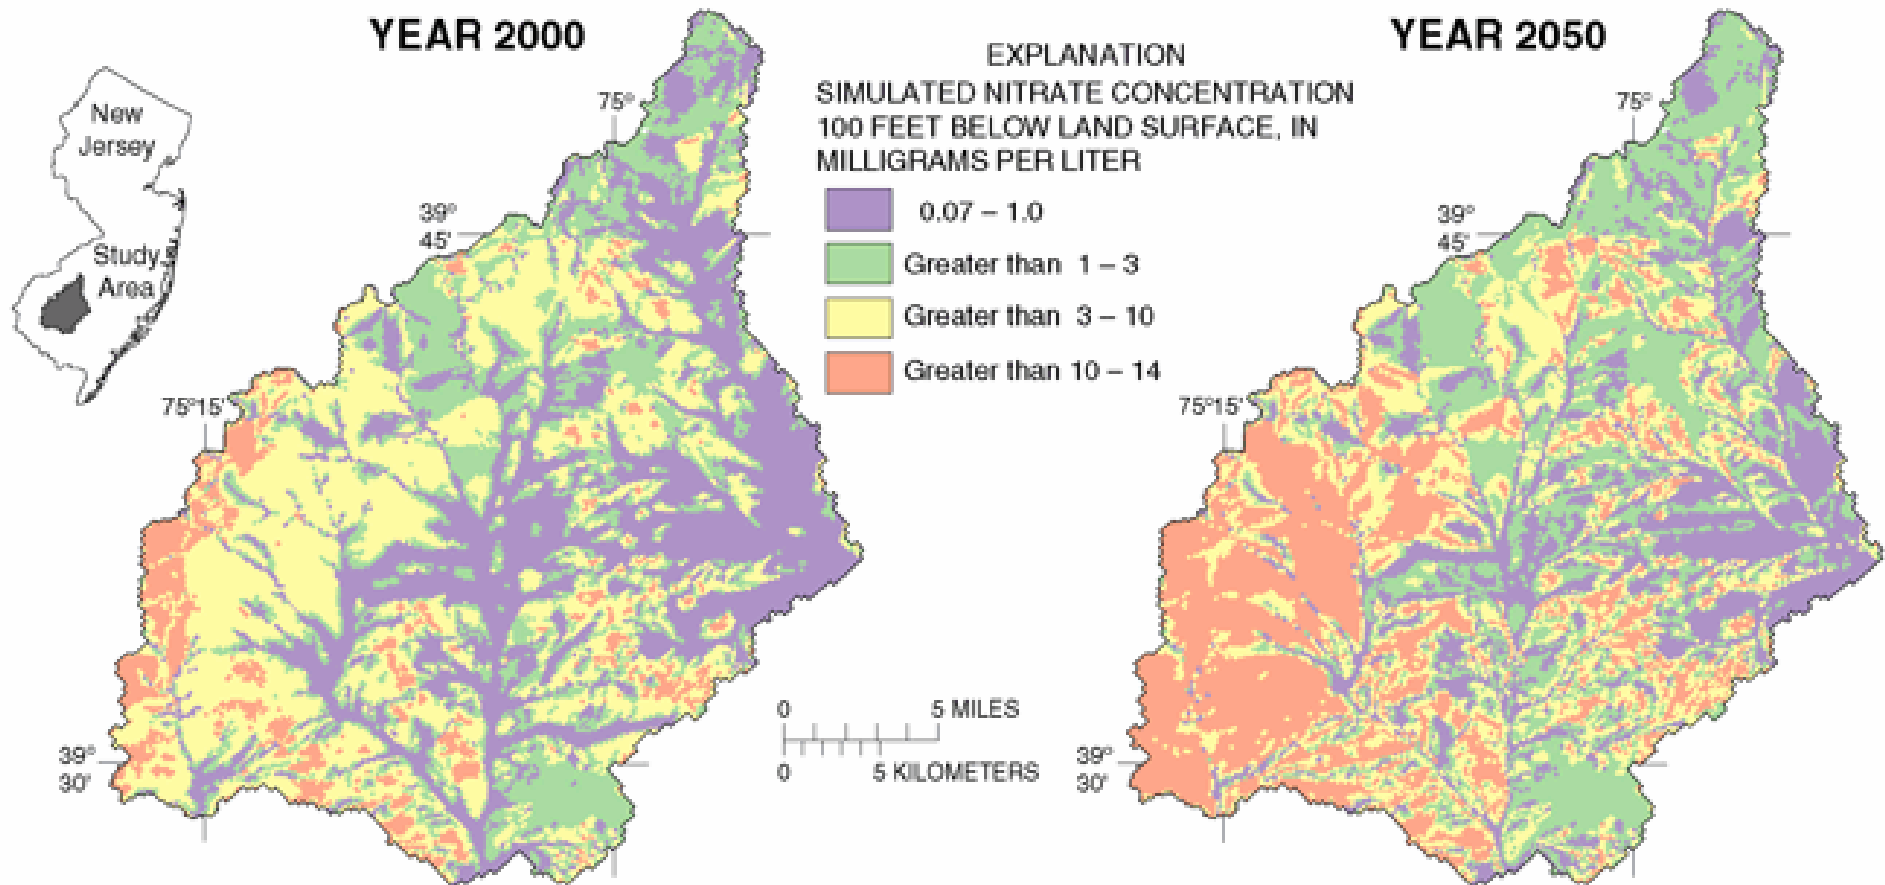 YEAR 2000
YEAR 2050
New
Jersey
Study
Area
EXPLANATION
SIMULATED NITRATE CONCENTRATION
100 FEET BELOW LAND SURFACE, IN
MILLIGRAMS PER LITER
0.07 – 1.0
Greater than 1 – 3
Greater than 3 – 10
Greater than 10 – 14
75°
39°
45'
75°15'
39°
30'
0 5 MILES
0 5 KILOMETERS
75°
39°
45'
75°15'
39°
30'